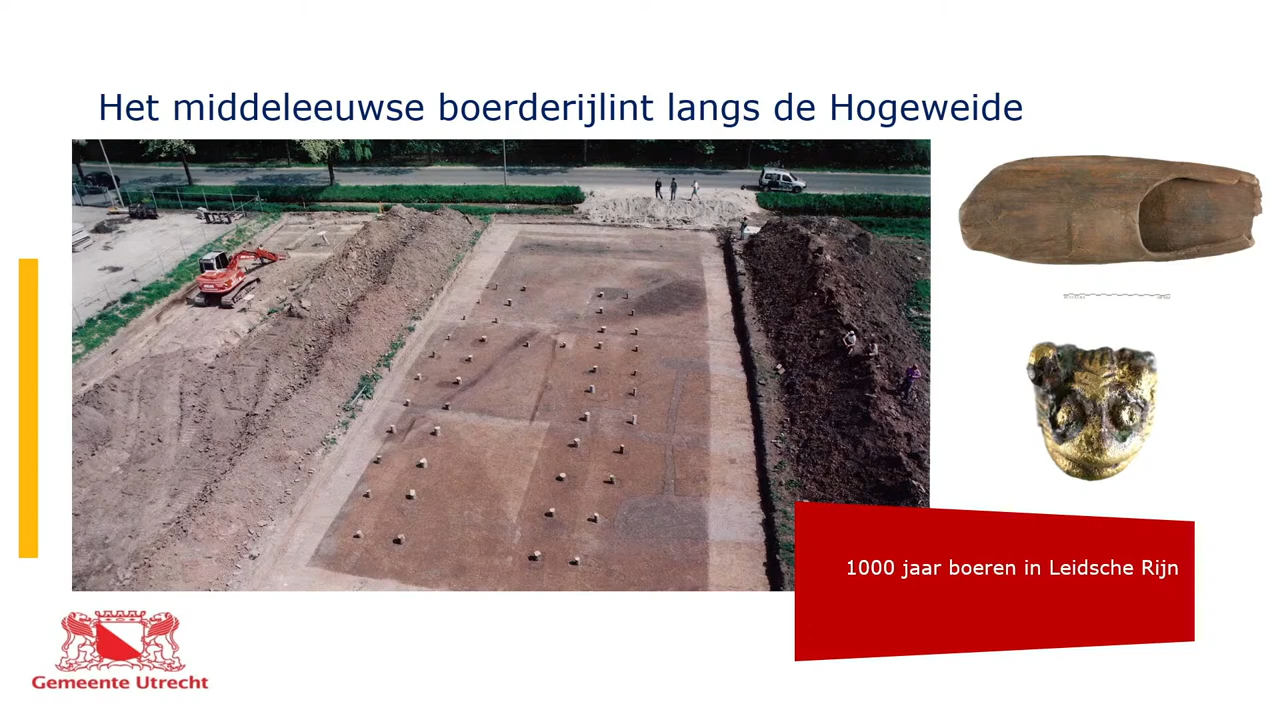 Het middeleeuwse boerderijlint langs de Hogeweide
1000 jaar boeren in Leidsche Rijn
Gemeente Utrecht